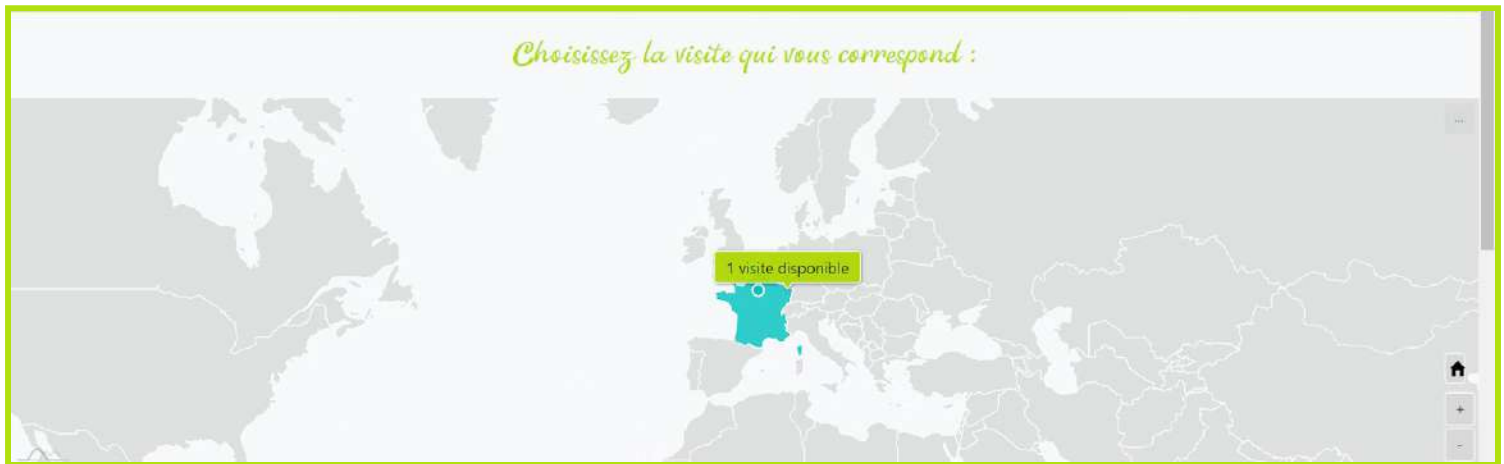 Choisissez la visite qui vous correspond :
...
1 visite disponible
+
-